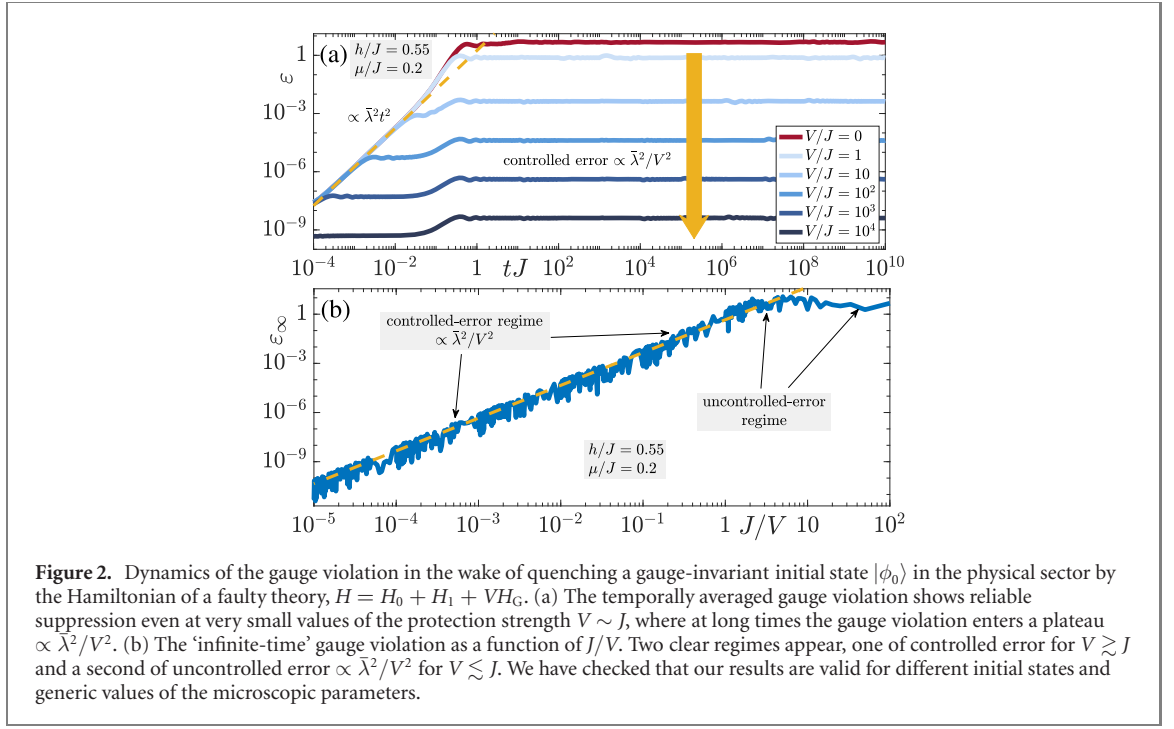 (a)
h/J = 0.55
μ/J = 0.2
ε
1
10⁻³
10⁻⁶
10⁻⁹
∝ λ̄²t²
controlled error ∝ λ̄²/V²
V/J = 0
V/J = 1
V/J = 10
V/J = 10²
V/J = 10³
V/J = 10⁴
10⁻⁴ 10⁻² 1 tJ 10² 10⁴ 10⁶ 10⁸ 10¹⁰
(b)
ε∞
1
10⁻³
10⁻⁶
10⁻⁹
controlled-error regime
∝ λ̄²/V²
uncontrolled-error
regime
h/J = 0.55
μ/J = 0.2
10⁻⁵ 10⁻⁴ 10⁻³ 10⁻² 10⁻¹ 1 J/V 10 10²
Figure 2. Dynamics of the gauge violation in the wake of quenching a gauge-invariant initial state |ϕ₀⟩ in the physical sector by
the Hamiltonian of a faulty theory, H = H₀ + H₁ + VH_G. (a) The temporally averaged gauge violation shows reliable
suppression even at very small values of the protection strength V ∼ J, where at long times the gauge violation enters a plateau
∝ λ̄²/V². (b) The ‘infinite-time’ gauge violation as a function of J/V. Two clear regimes appear, one of controlled error for V ≳ J
and a second of uncontrolled error ∝ λ̄²/V² for V ≲ J. We have checked that our results are valid for different initial states and
generic values of the microscopic parameters.